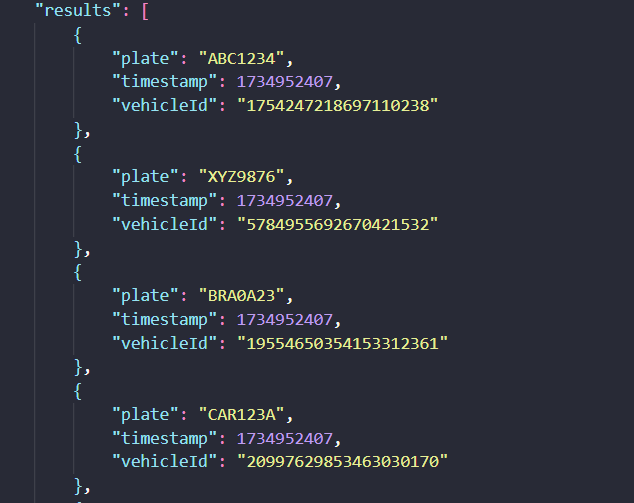 "results": [
{
"plate": "ABC1234",
"timestamp": 1734952407,
"vehicleId": "1754247218697110238"
},
{
"plate": "XYZ9876",
"timestamp": 1734952407,
"vehicleId": "5784955692670421532"
},
{
"plate": "BRA0A23",
"timestamp": 1734952407,
"vehicleId": "19554650354153312361"
},
{
"plate": "CAR123A",
"timestamp": 1734952407,
"vehicleId": "20997629853463030170"
},